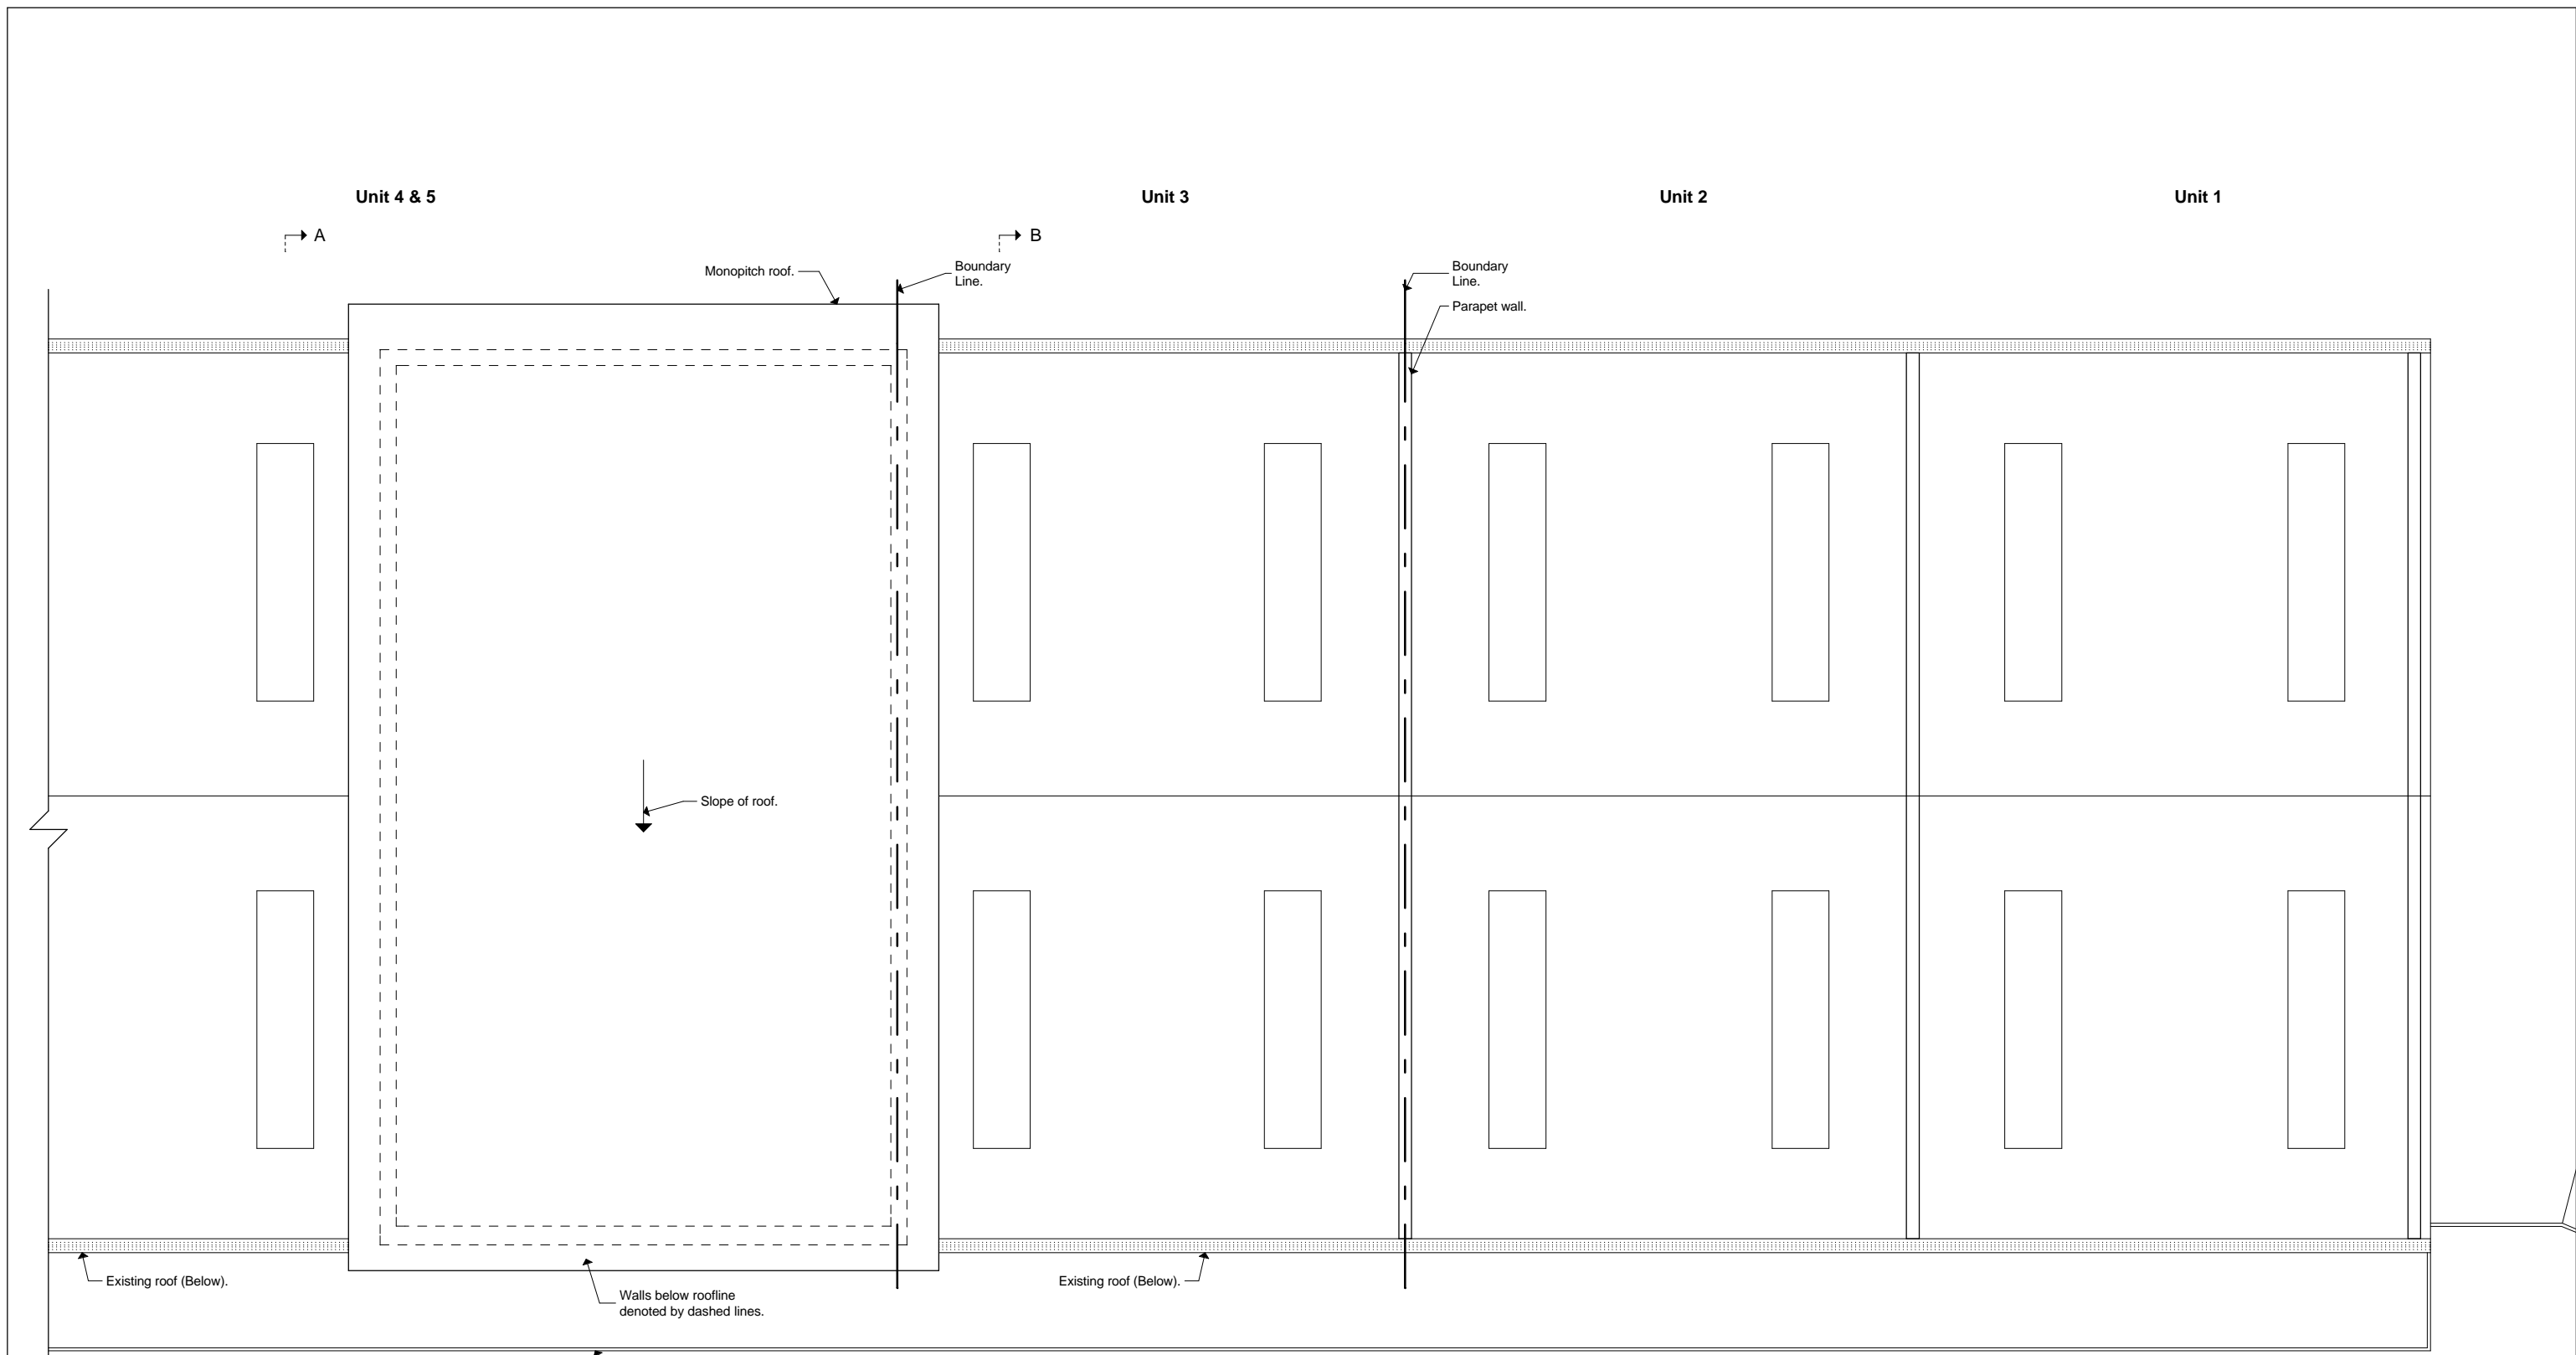 Unit 4 & 5
Unit 3
Unit 2
Unit 1
A
B
Monopitch roof.
Boundary
Line.
Boundary
Line.
Parapet wall.
Slope of roof.
Existing roof (Below).
Existing roof (Below).
Walls below roofline
denoted by dashed lines.